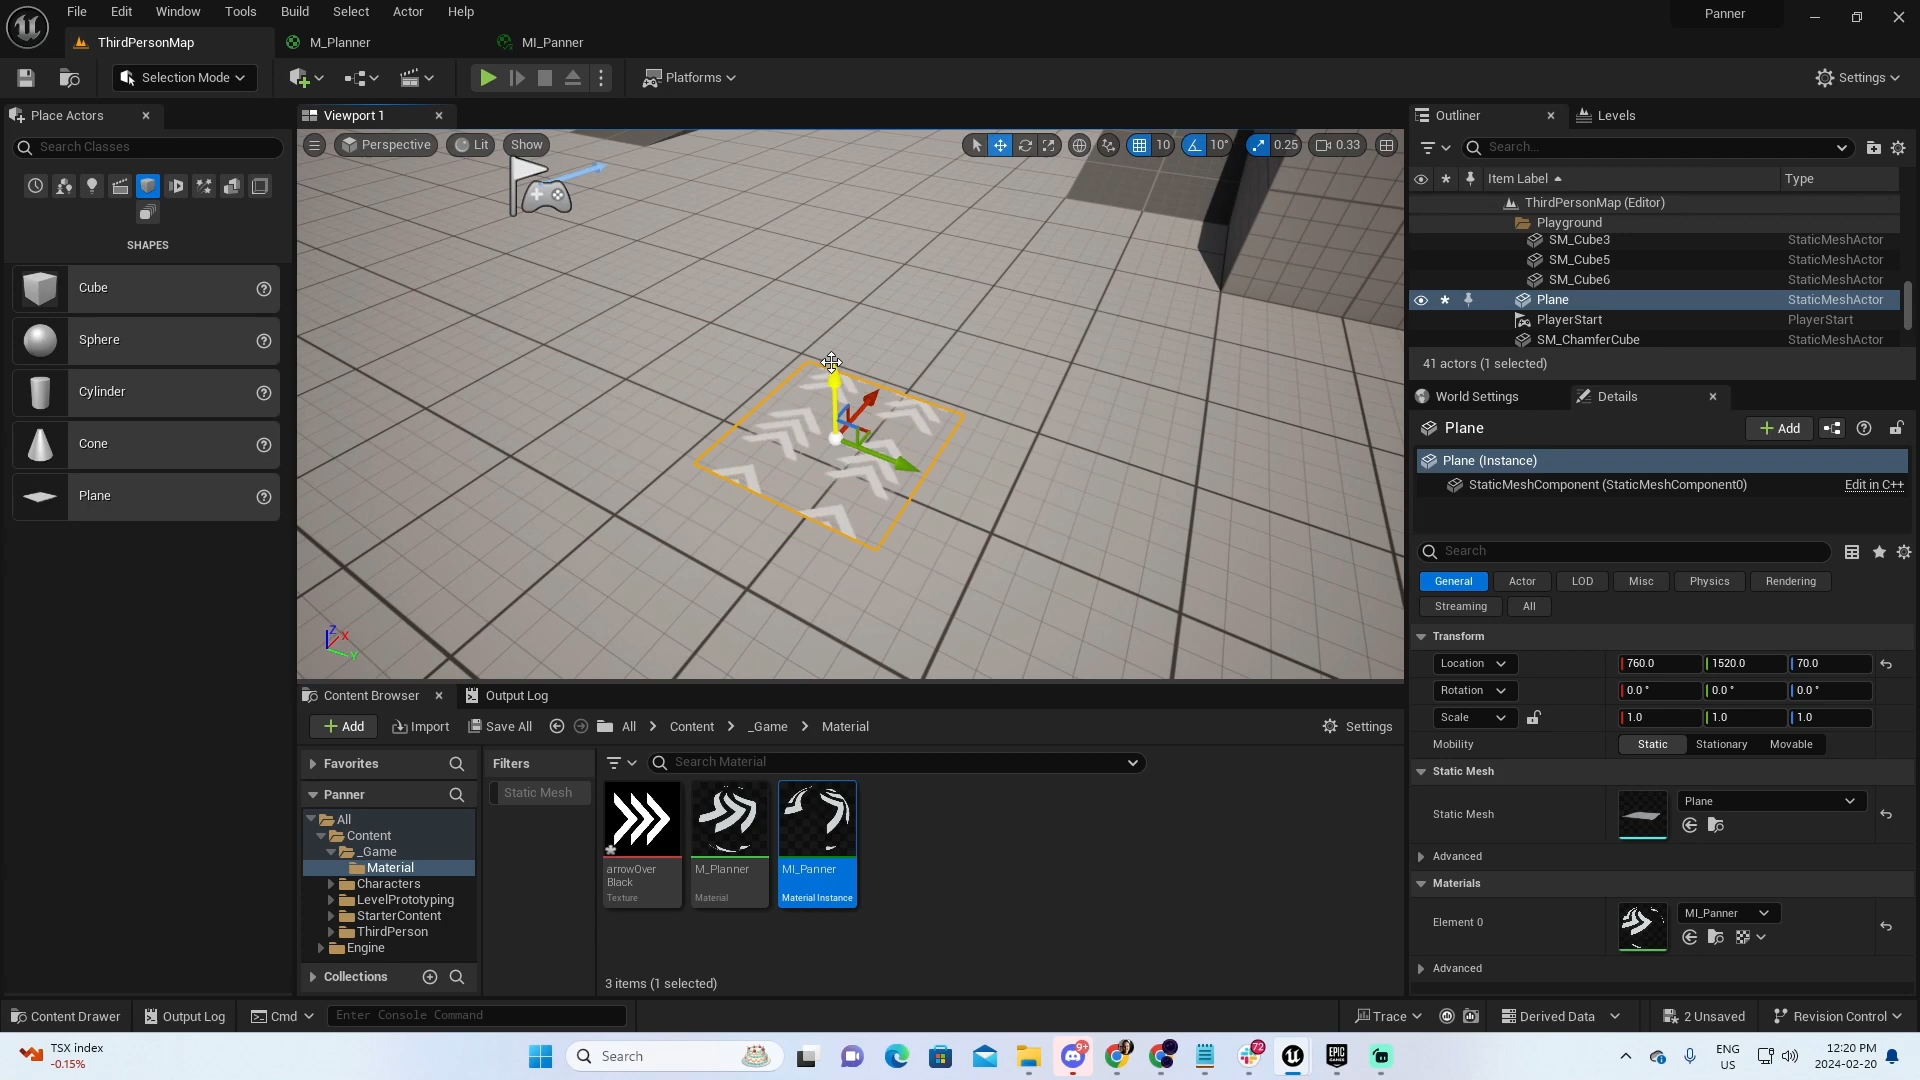 File Edit Window Tools Build Select Actor Help
Panner
ThirdPersonMap M_Planner MI_Panner
Selection Mode Platforms Settings
Place Actors
Search Classes
SHAPES
Cube
Sphere
Cylinder
Cone
Plane
Viewport 1
Perspective Lit Show 10 10° 0.25 0.33
Z X
Y
Outliner Levels
Search...
Item Label Type
ThirdPersonMap (Editor)
Playground
SM_Cube3 StaticMeshActor
SM_Cube5 StaticMeshActor
SM_Cube6 StaticMeshActor
Plane StaticMeshActor
PlayerStart PlayerStart
SM_ChamferCube StaticMeshActor
41 actors (1 selected)
World Settings Details
Plane Add
Plane (Instance)
StaticMeshComponent (StaticMeshComponent0) Edit in C++
Search
General Actor LOD Misc Physics Rendering
Streaming All
Transform
Location 760.0 1520.0 70.0
Rotation 0.0 ° 0.0 ° 0.0 °
Scale 1.0 1.0 1.0
Mobility Static Stationary Movable
Static Mesh
Static Mesh Plane
Advanced
Materials
Element 0 MI_Panner
Advanced
Content Browser Output Log
Add Import Save All All Content _Game Material Settings
Favorites
Panner
All
Content
_Game
Material
Characters
LevelPrototyping
StarterContent
ThirdPerson
Engine
Collections
Filters
Static Mesh
Search Material
arrowOver
Black
Texture
M_Planner
Material
MI_Panner
Material Instance
3 items (1 selected)
Content Drawer Output Log Cmd Enter Console Command Trace Derived Data 2 Unsaved Revision Control
TSX index
-0.15%
Search
9+
72
ENG
US
12:20 PM
2024-02-20